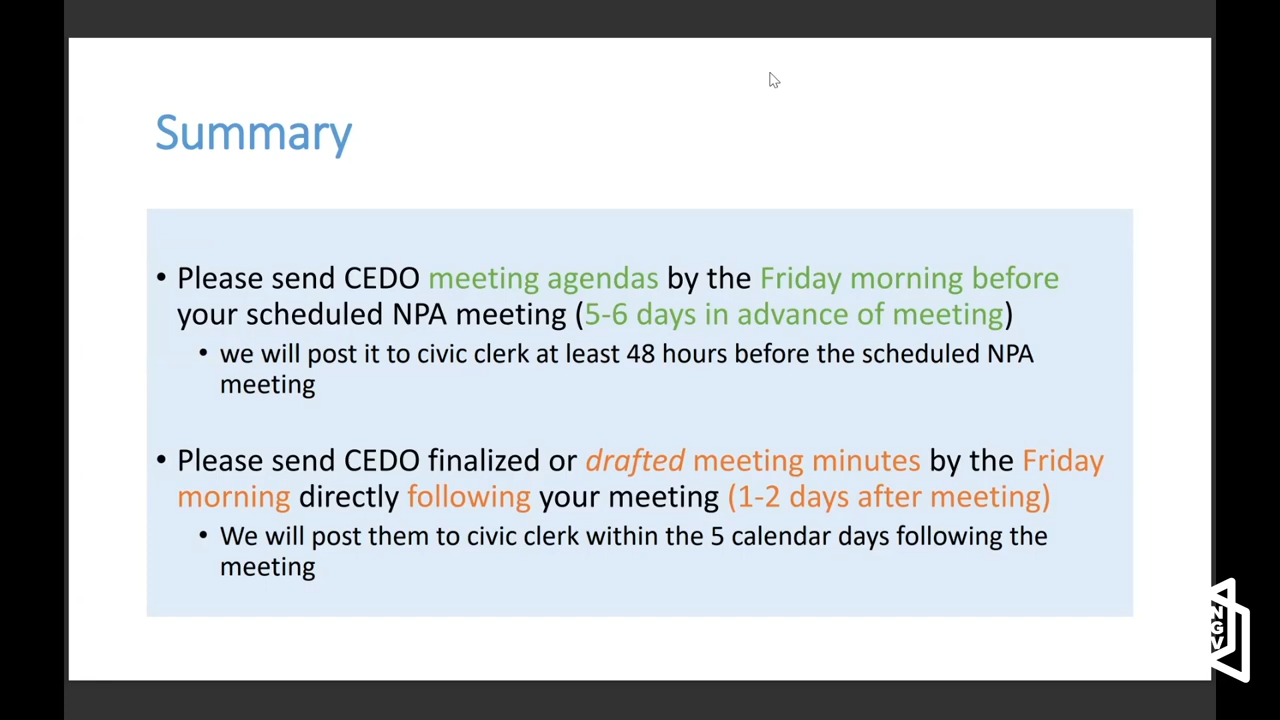 Summary
• Please send CEDO meeting agendas by the Friday morning before
your scheduled NPA meeting (5-6 days in advance of meeting)
• we will post it to civic clerk at least 48 hours before the scheduled NPA
meeting
• Please send CEDO finalized or drafted meeting minutes by the Friday
morning directly following your meeting (1-2 days after meeting)
• We will post them to civic clerk within the 5 calendar days following the
meeting
NGV